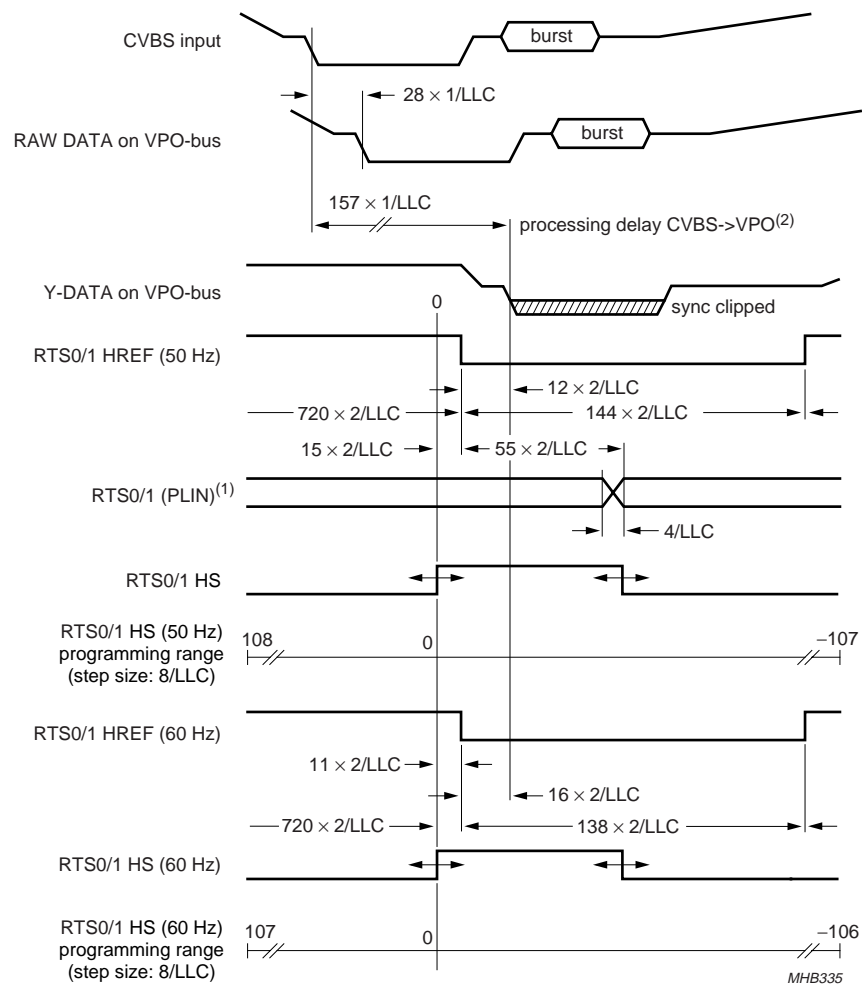 CVBS input
burst
28 × 1/LLC
RAW DATA on VPO-bus
burst
157 × 1/LLC
processing delay CVBS->VPO(2)
Y-DATA on VPO-bus
0
sync clipped
RTS0/1 HREF (50 Hz)
12 × 2/LLC
720 × 2/LLC
144 × 2/LLC
15 × 2/LLC
55 × 2/LLC
RTS0/1 (PLIN)(1)
4/LLC
RTS0/1 HS
RTS0/1 HS (50 Hz)
programming range
(step size: 8/LLC)
108
0
−107
RTS0/1 HREF (60 Hz)
11 × 2/LLC
16 × 2/LLC
720 × 2/LLC
138 × 2/LLC
RTS0/1 HS (60 Hz)
RTS0/1 HS (60 Hz)
programming range
(step size: 8/LLC)
107
0
−106
MHB335